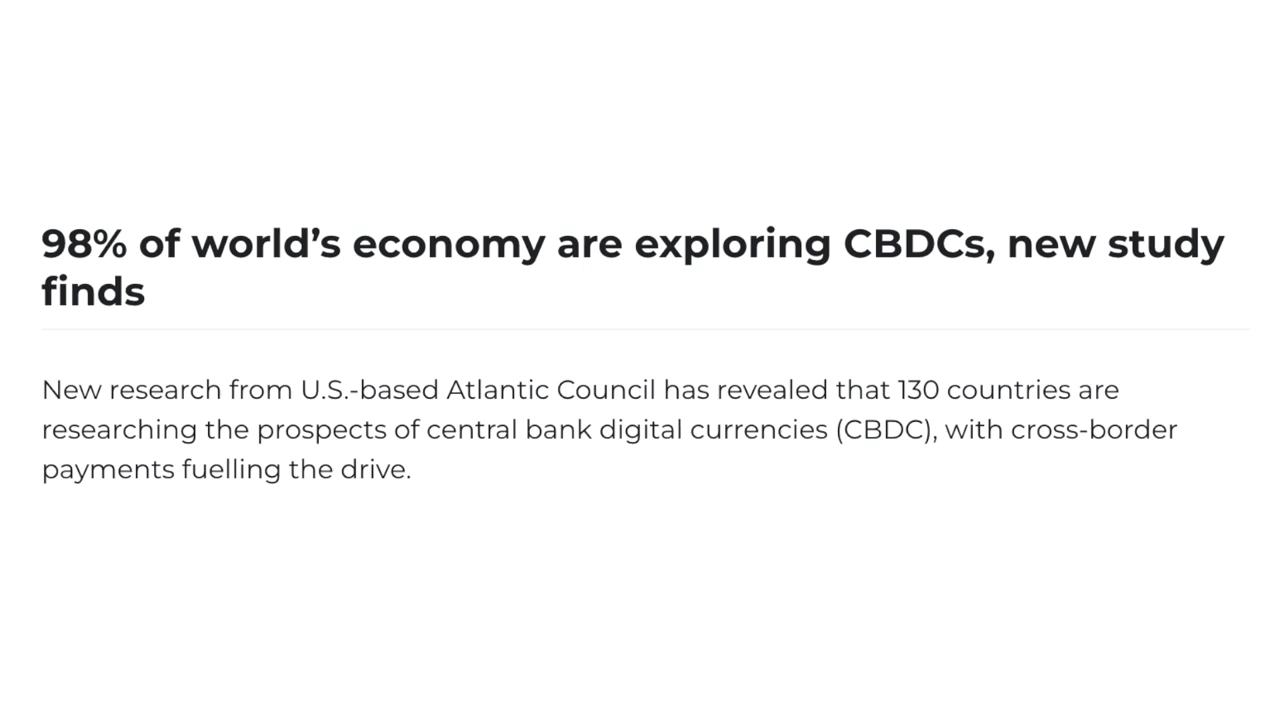 98% of world’s economy are exploring CBDCs, new study
finds
New research from U.S.-based Atlantic Council has revealed that 130 countries are
researching the prospects of central bank digital currencies (CBDC), with cross-border
payments fuelling the drive.